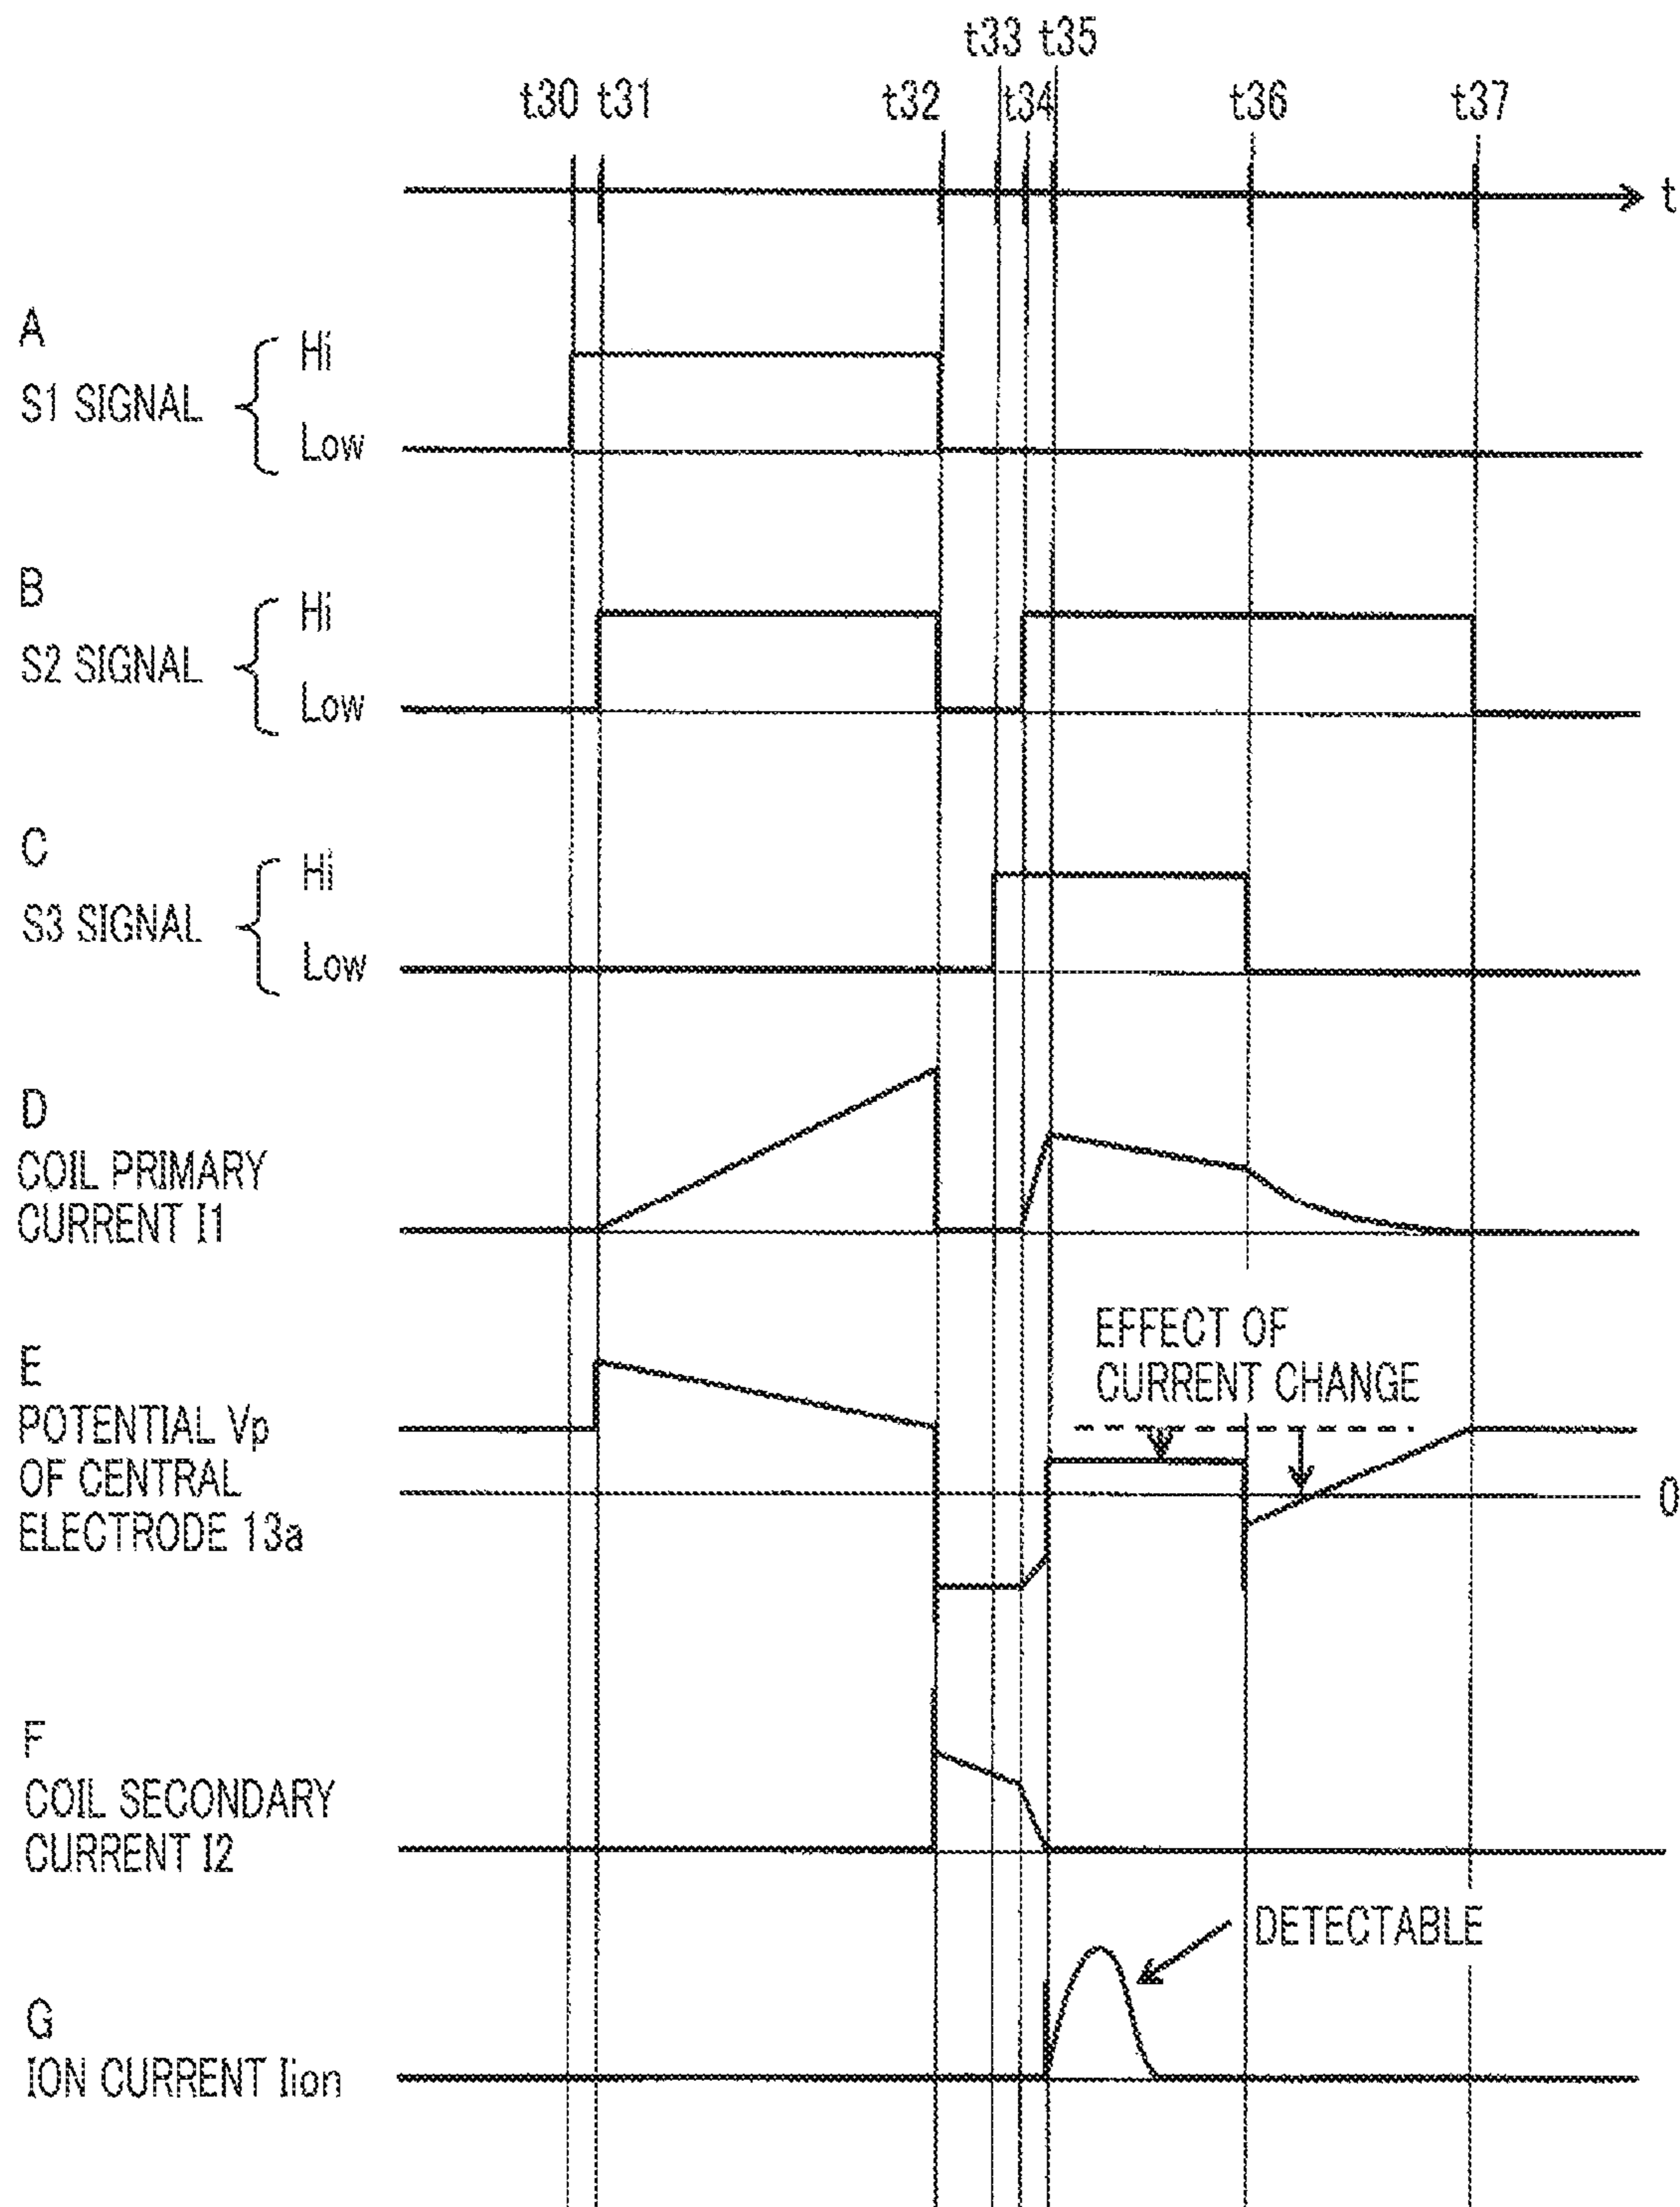 t33 t35
t30 t31 t32 t34 t36 t37
t
A
S1 SIGNAL
Hi
Low
B
S2 SIGNAL
Hi
Low
C
S3 SIGNAL
Hi
Low
D
COIL PRIMARY
CURRENT I1
E
POTENTIAL Vp
OF CENTRAL
ELECTRODE 13a
EFFECT OF
CURRENT CHANGE
0
F
COIL SECONDARY
CURRENT I2
DETECTABLE
G
ION CURRENT Iion